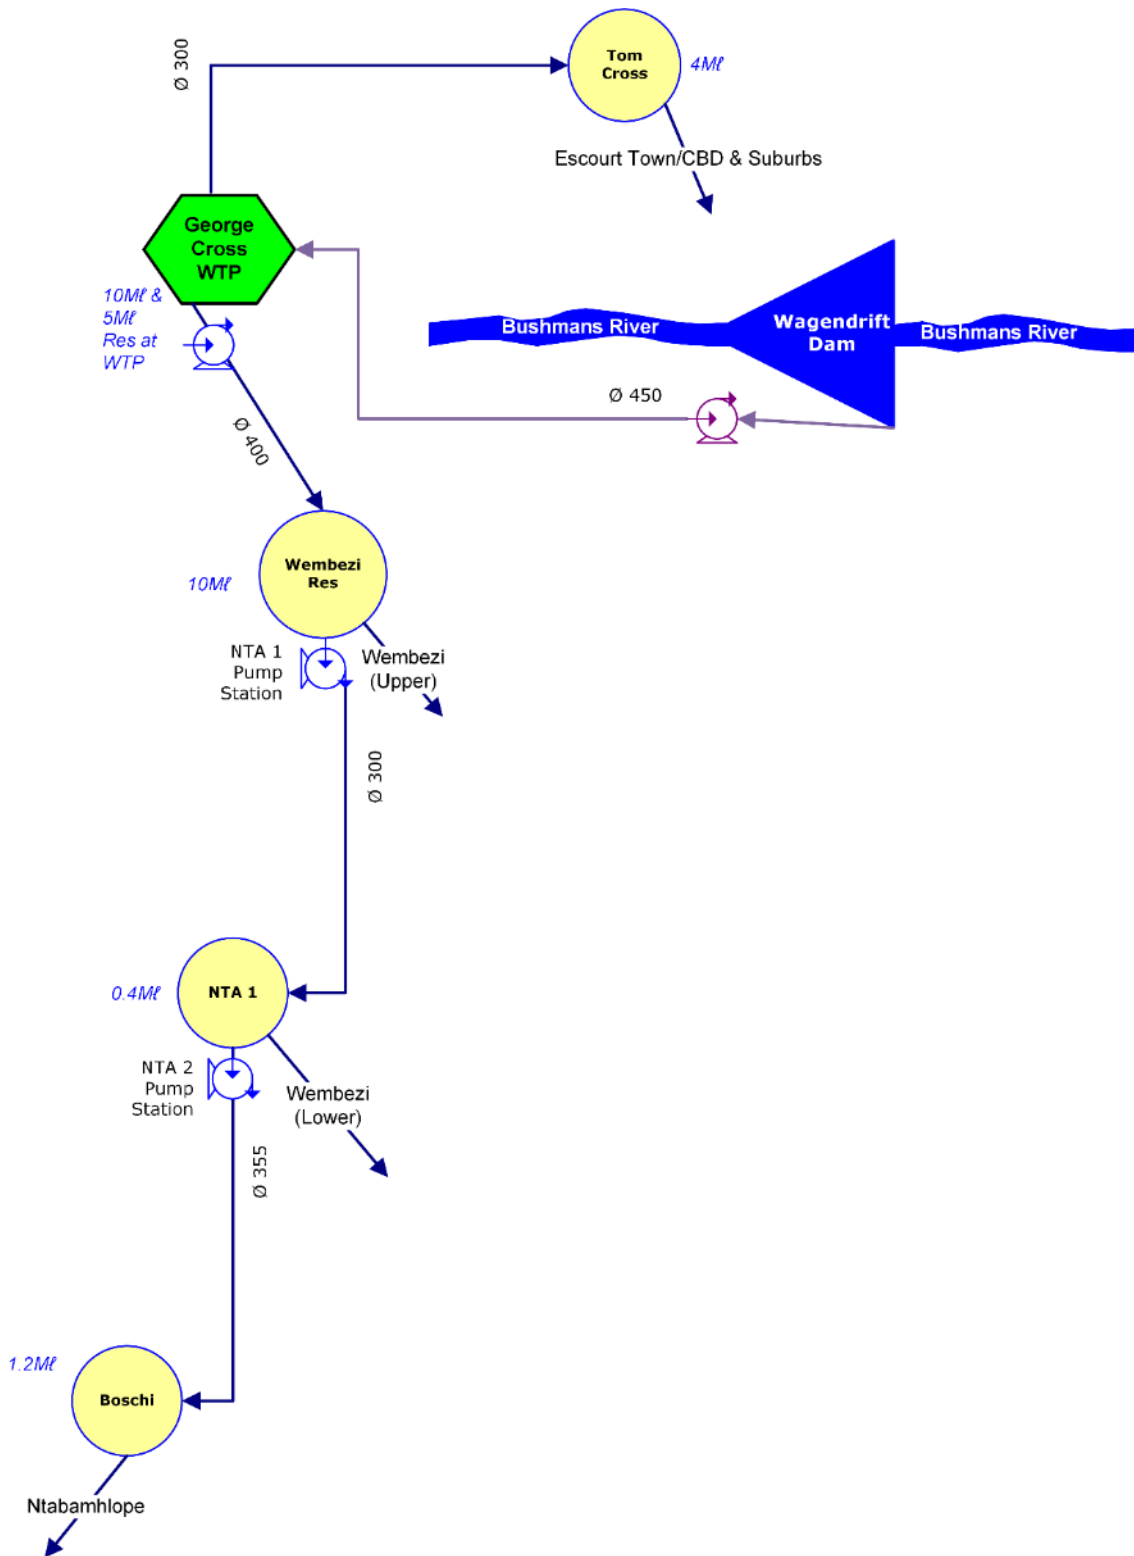 Ø 300
Tom
Cross
4Mℓ
Escourt Town/CBD & Suburbs
George
Cross
WTP
10Mℓ &
5Mℓ
Res at
WTP
Bushmans River
Wagendrift
Dam
Bushmans River
Ø 450
Ø 400
Wembezi
Res
10Mℓ
NTA 1
Pump
Station
Wembezi
(Upper)
Ø 300
NTA 1
0.4Mℓ
NTA 2
Pump
Station
Wembezi
(Lower)
Ø 355
1.2Mℓ
Boschi
Ntabamhlope